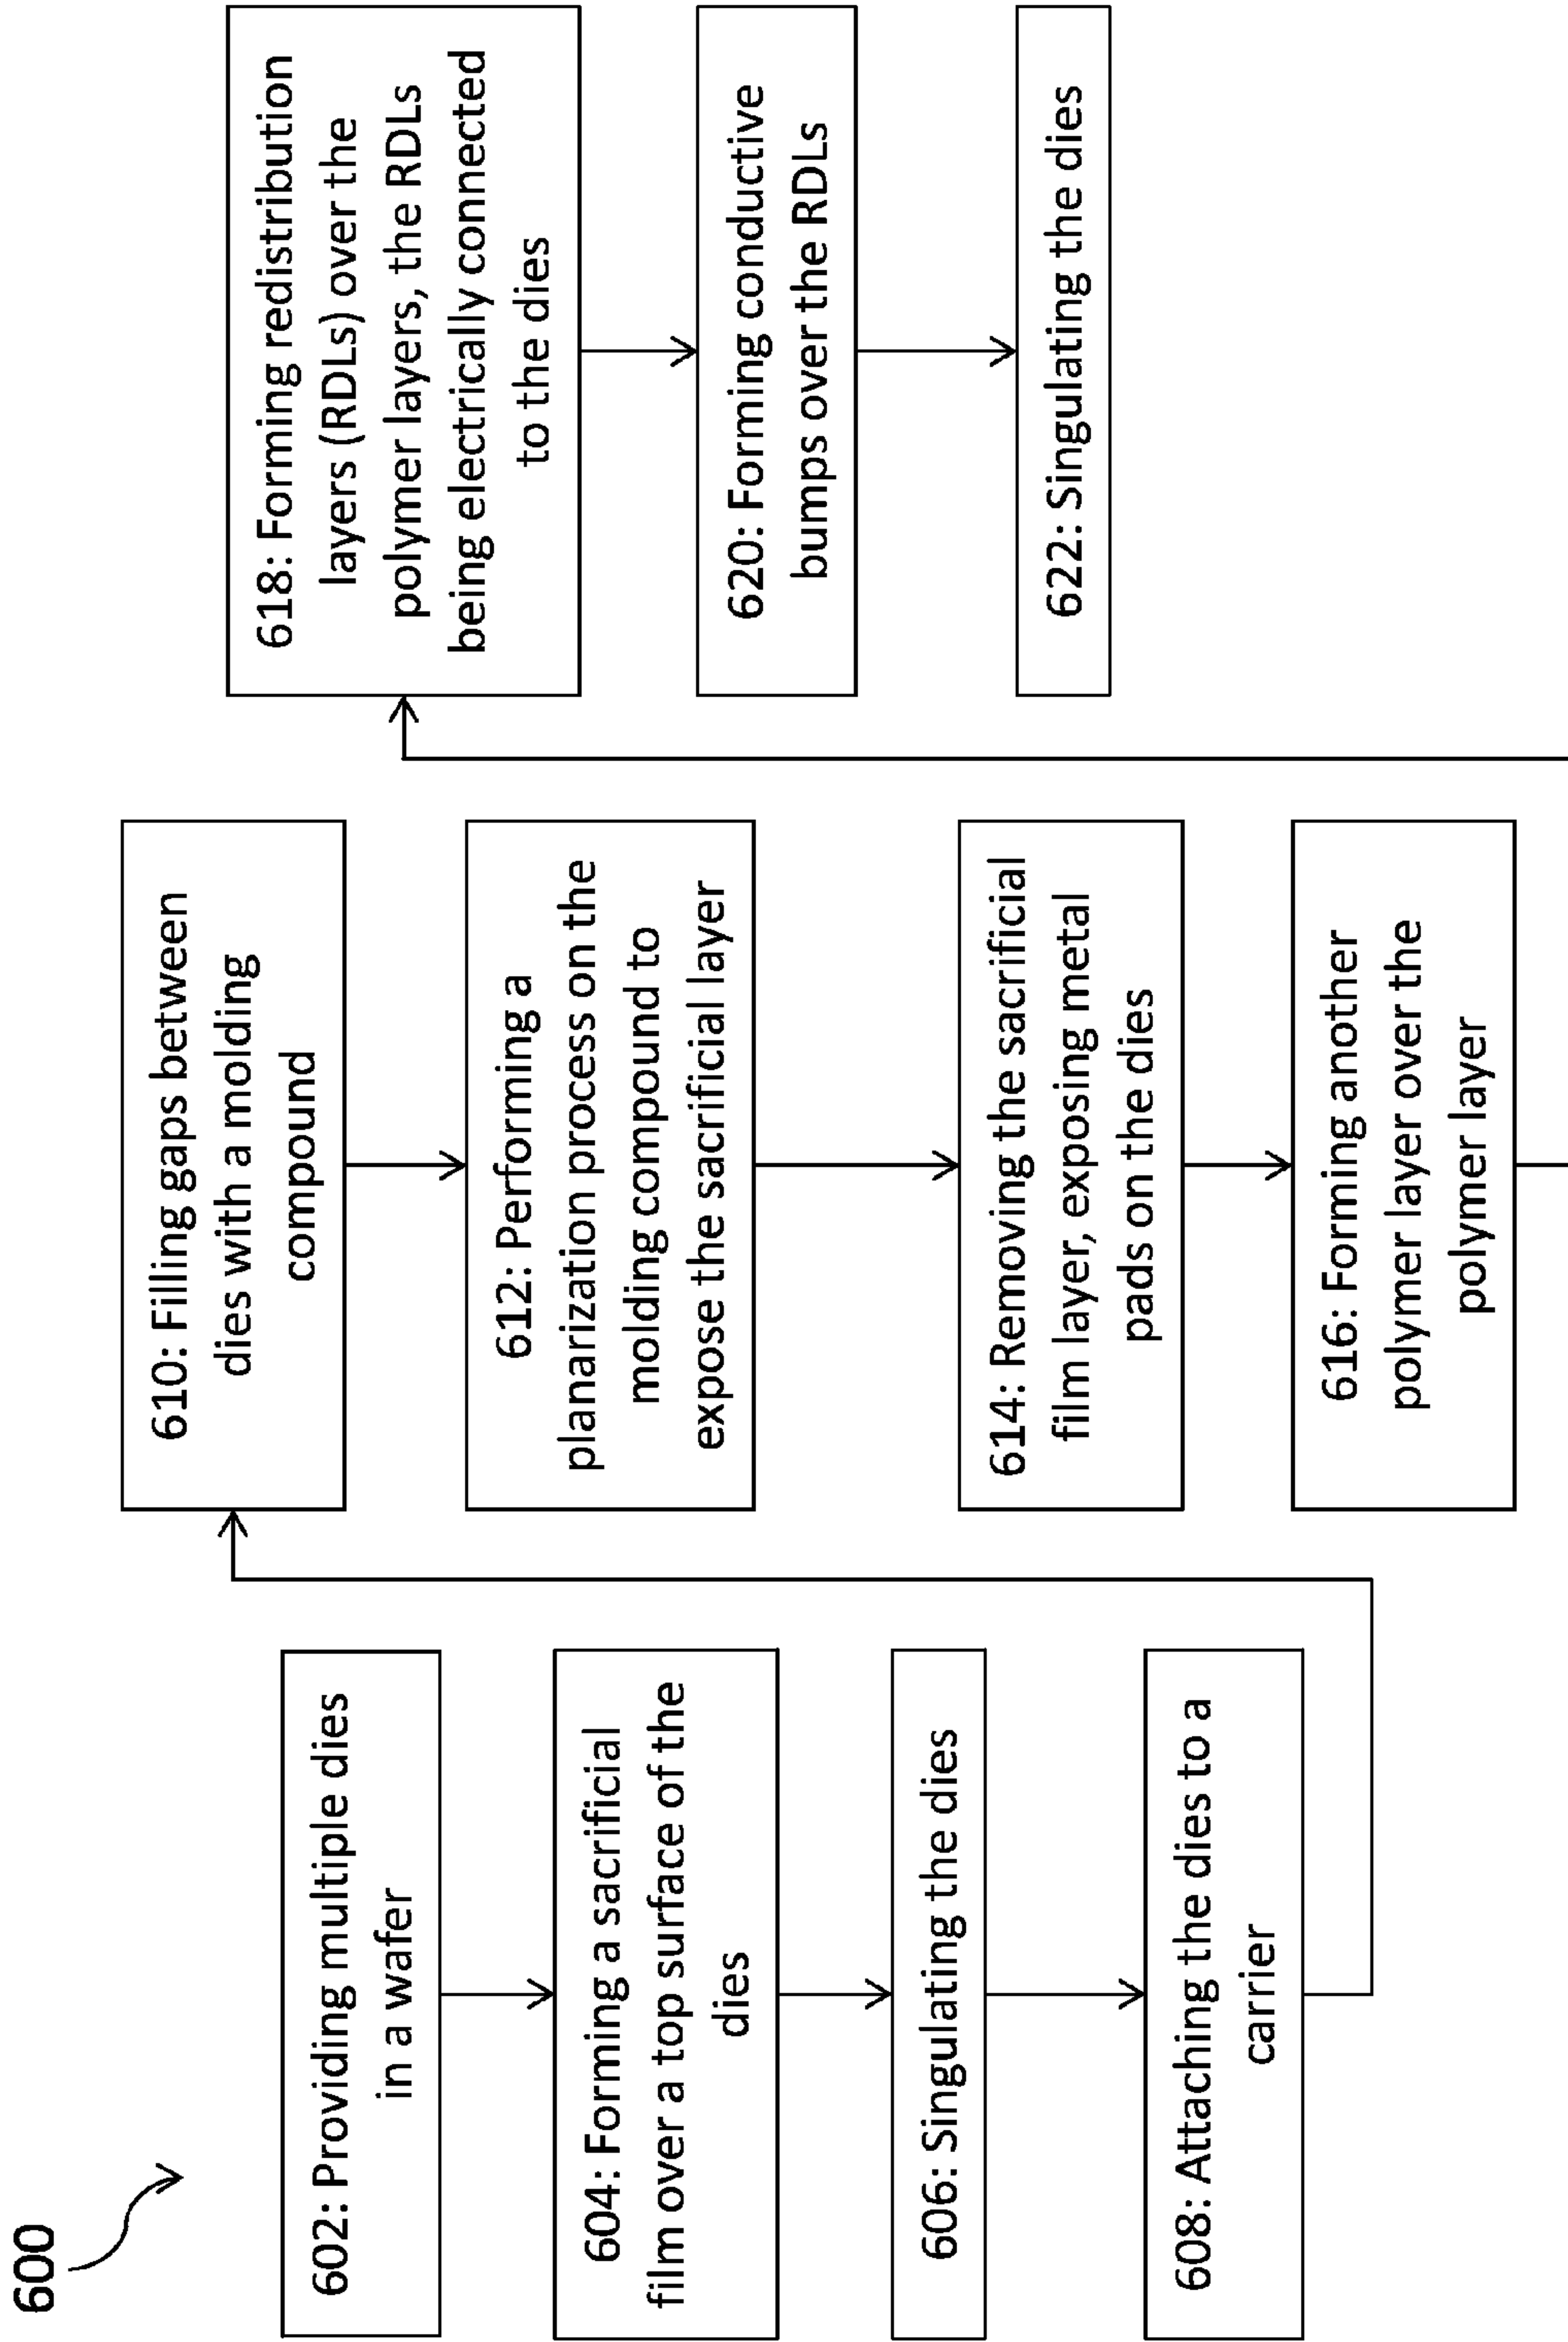 600
602: Providing multiple dies
in a wafer
604: Forming a sacrificial
film over a top surface of the
dies
606: Singulating the dies
608: Attaching the dies to a
carrier
610: Filling gaps between
dies with a molding
compound
612: Performing a
planarization process on the
molding compound to
expose the sacrificial layer
614: Removing the sacrificial
film layer, exposing metal
pads on the dies
616: Forming another
polymer layer over the
polymer layer
618: Forming redistribution
layers (RDLs) over the
polymer layers, the RDLs
being electrically connected
to the dies
620: Forming conductive
bumps over the RDLs
622: Singulating the dies